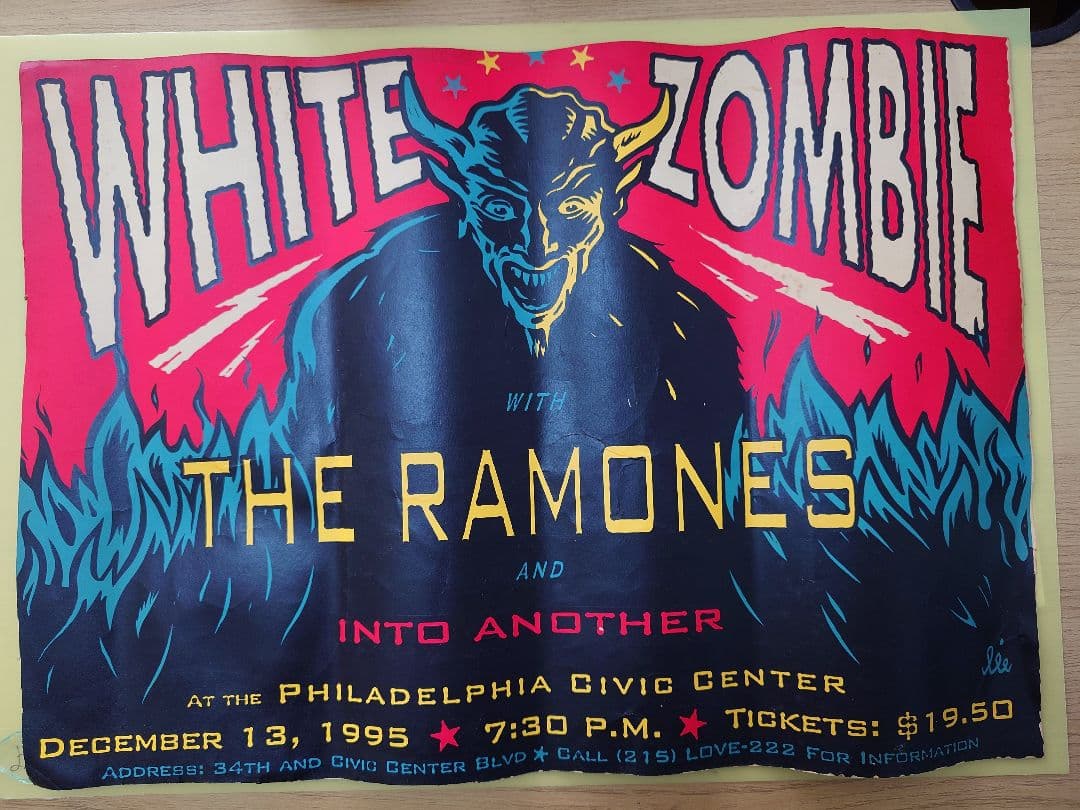 WHITE ZOMBIE
WITH
THE RAMONES
AND
INTO ANOTHER
AT THE PHILADELPHIA CIVIC CENTER
DECEMBER 13, 1995 ★ 7:30 P.M. ★ TICKETS: $19.50
ADDRESS: 34TH AND CIVIC CENTER BLVD ★ CALL (215) LOVE-222 FOR INFORMATION